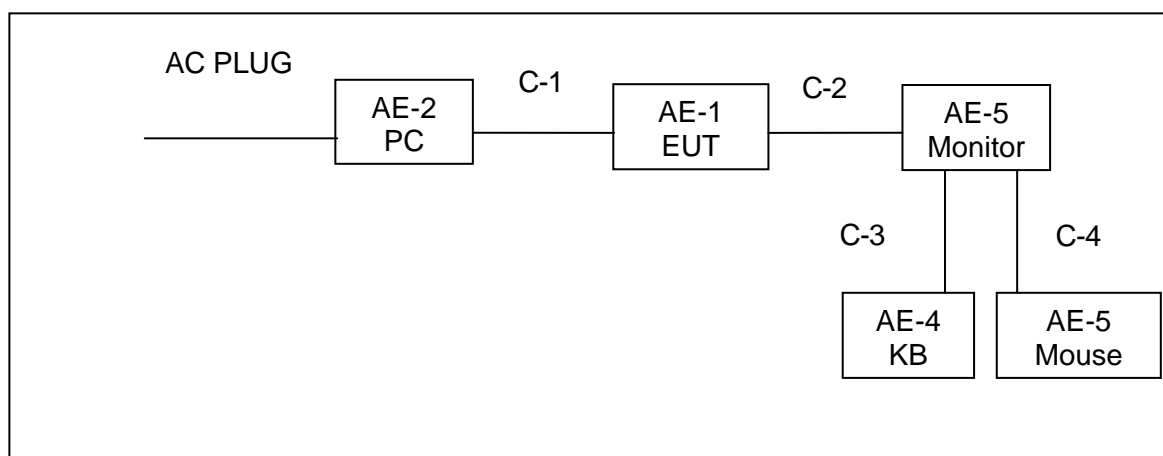 AC PLUG
AE-2
PC
C-1
AE-1
EUT
C-2
AE-5
Monitor
C-3
C-4
AE-4
KB
AE-5
Mouse